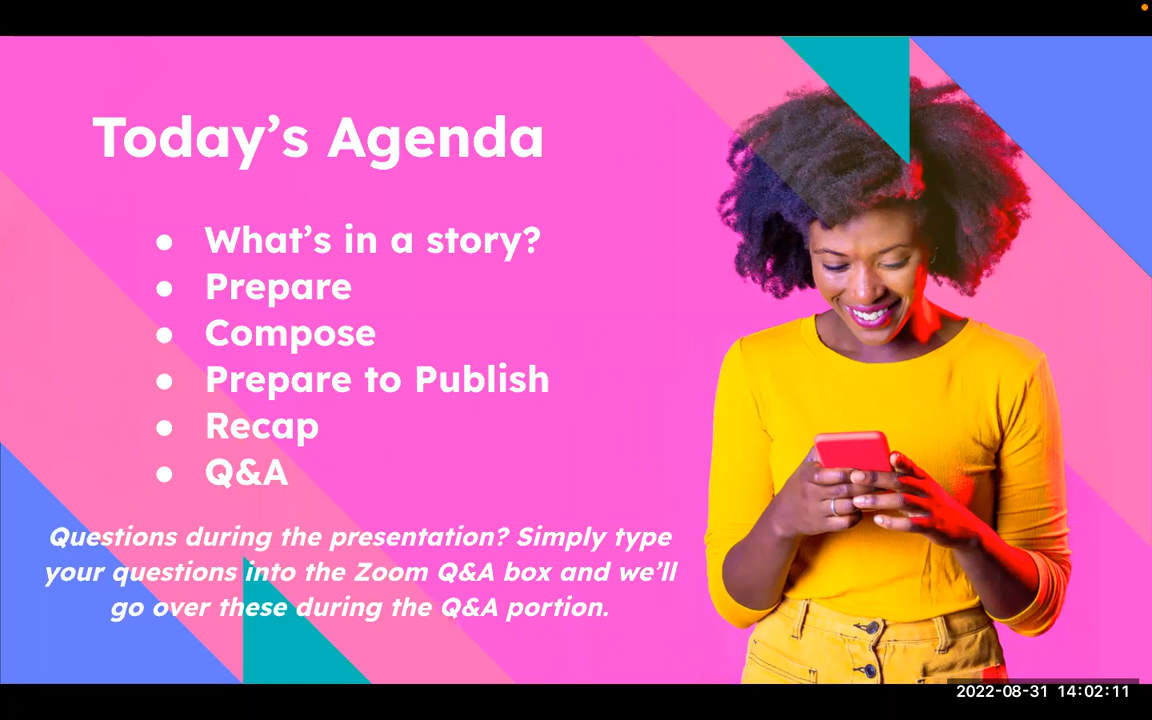 Today’s Agenda
● What’s in a story?
● Prepare
● Compose
● Prepare to Publish
● Recap
● Q&A
Questions during the presentation? Simply type
your questions into the Zoom Q&A box and we’ll
go over these during the Q&A portion.
2022-08-31 14:02:11